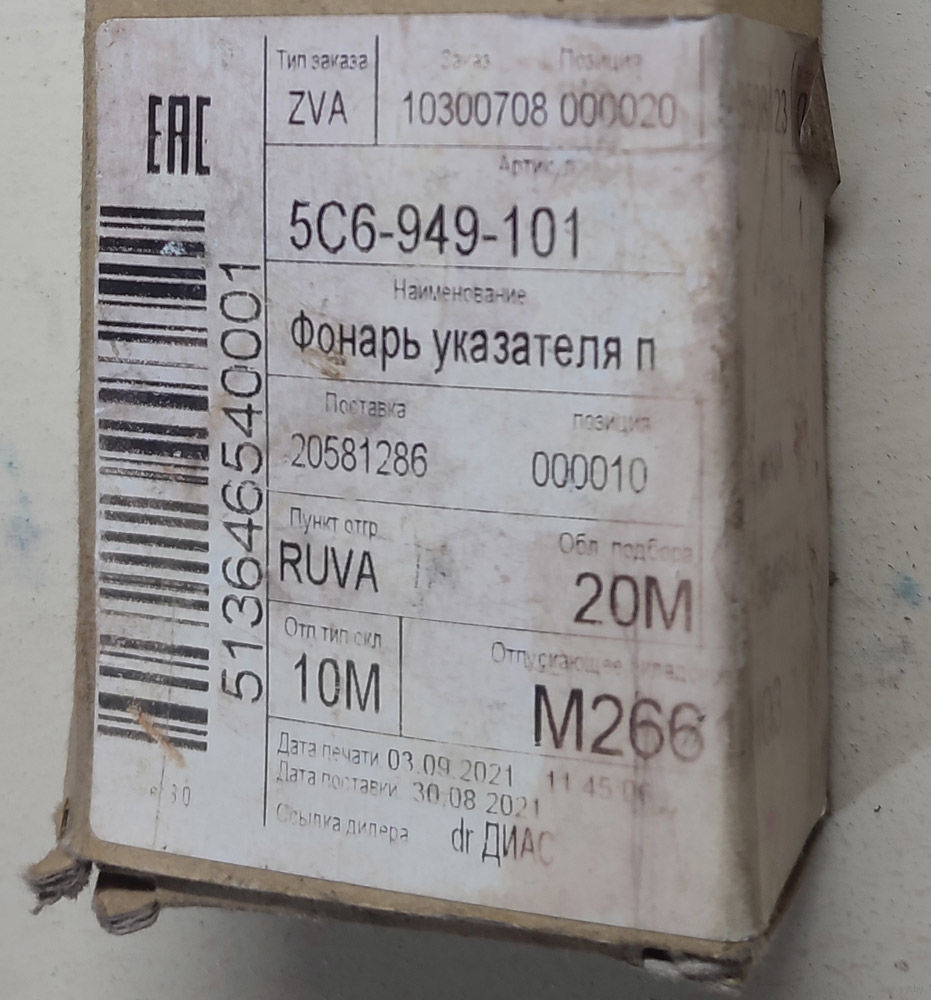 EAC
Тип заказа Заказ Позиция
ZVA 10300708 000020
Артикул
5C6-949-101
Наименование
Фонарь указателя п
Поставка позиция
20581286 000010
Пункт отгр Обл подбора
RUVA 20M
Отп тип скл Отпускающее
10M M266
Дата печати 03.09.2021 11 45 06
Дата поставки 30.08 2021
Ссылка дилера dr ДИАС
513646540001
30